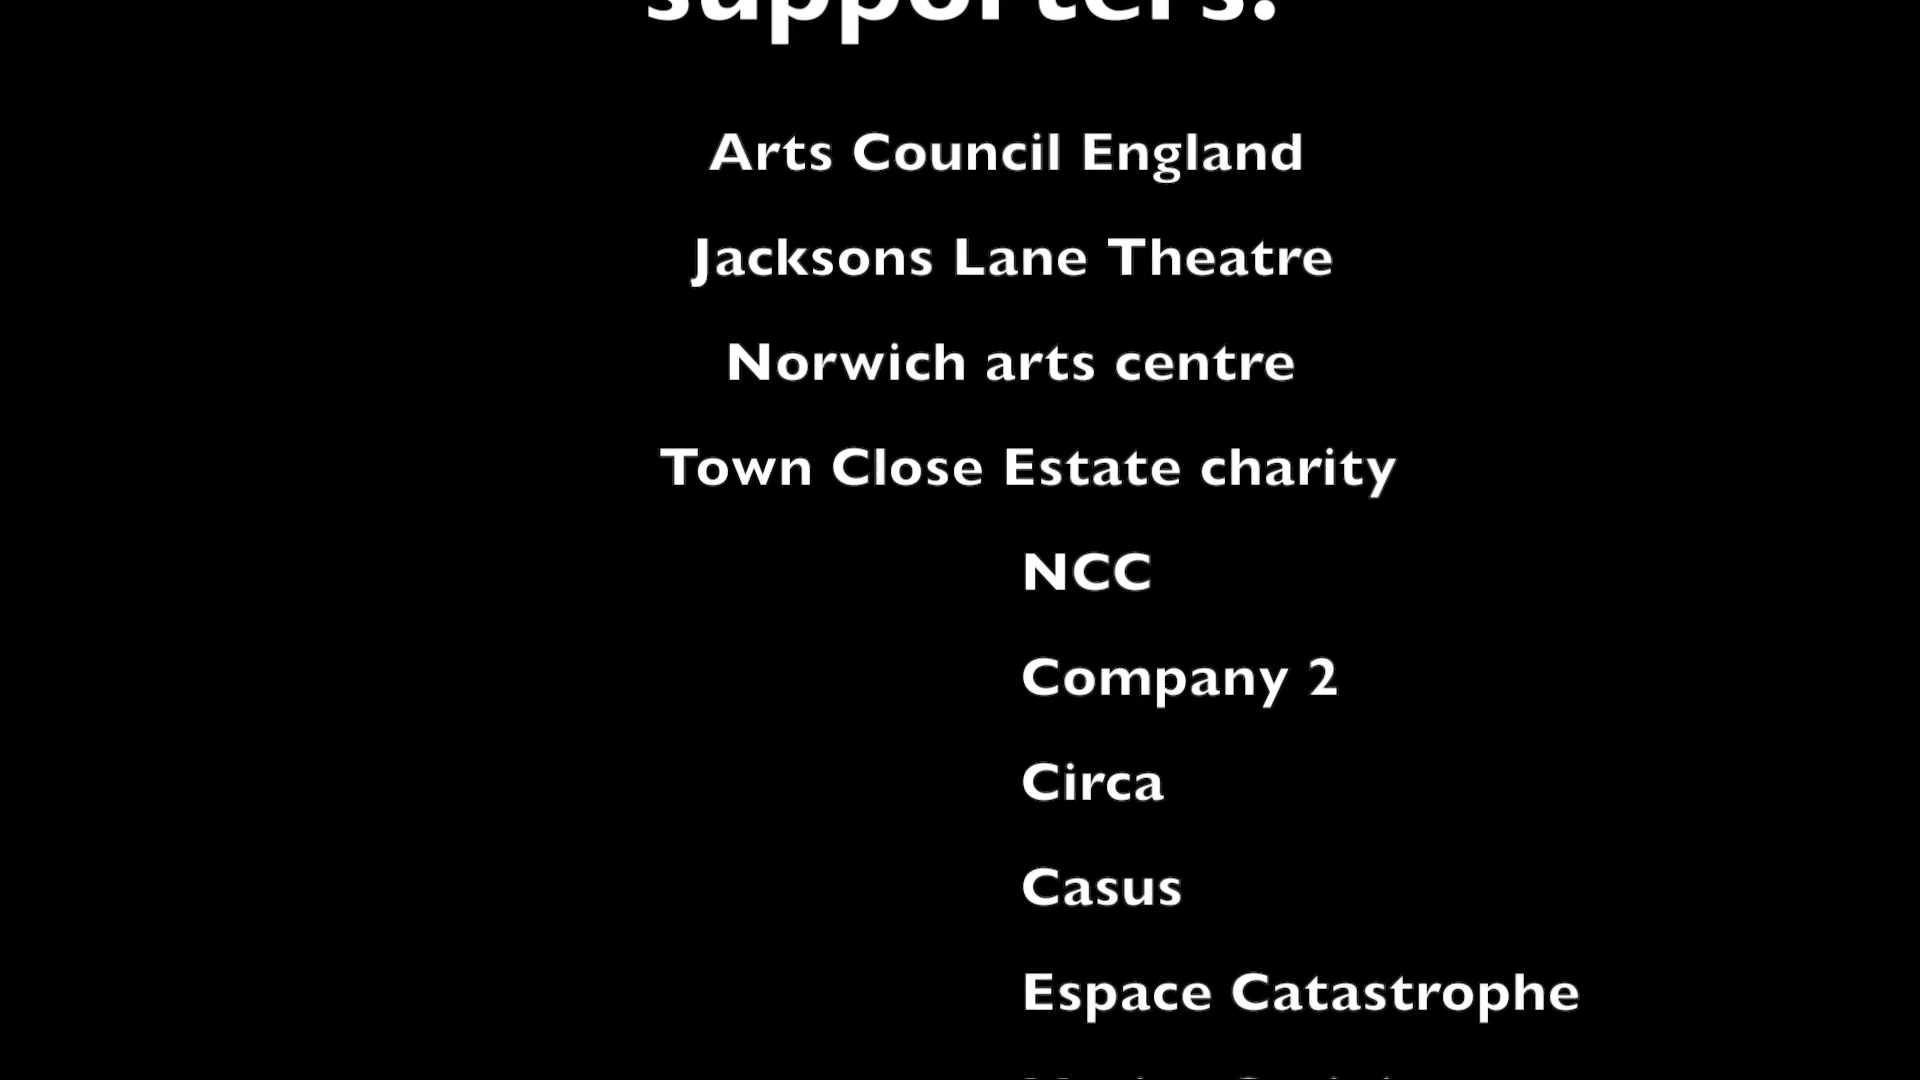 supporters!
Arts Council England
Jacksons Lane Theatre
Norwich arts centre
Town Close Estate charity
NCC
Company 2
Circa
Casus
Espace Catastrophe